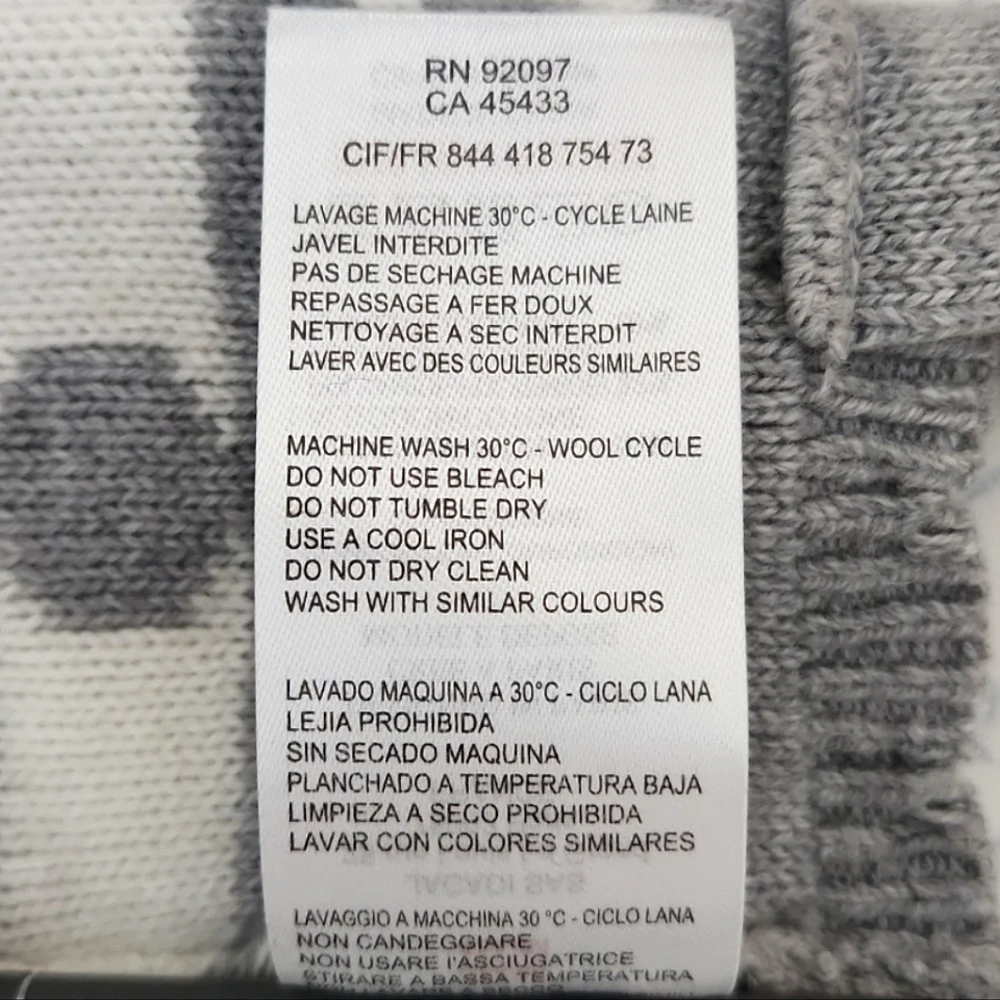 RN 92097
CA 45433
CIF/FR 844 418 754 73
LAVAGE MACHINE 30°C - CYCLE LAINE
JAVEL INTERDITE
PAS DE SECHAGE MACHINE
REPASSAGE A FER DOUX
NETTOYAGE A SEC INTERDIT
LAVER AVEC DES COULEURS SIMILAIRES
MACHINE WASH 30°C - WOOL CYCLE
DO NOT USE BLEACH
DO NOT TUMBLE DRY
USE A COOL IRON
DO NOT DRY CLEAN
WASH WITH SIMILAR COLOURS
LAVADO MAQUINA A 30°C - CICLO LANA
LEJIA PROHIBIDA
SIN SECADO MAQUINA
PLANCHADO A TEMPERATURA BAJA
LIMPIEZA A SECO PROHIBIDA
LAVAR CON COLORES SIMILARES
LAVAGGIO A MACCHINA 30 °C - CICLO LANA
NON CANDEGGIARE
NON USARE l'ASCIUGATRICE
STIRARE A BASSA TEMPERATURA